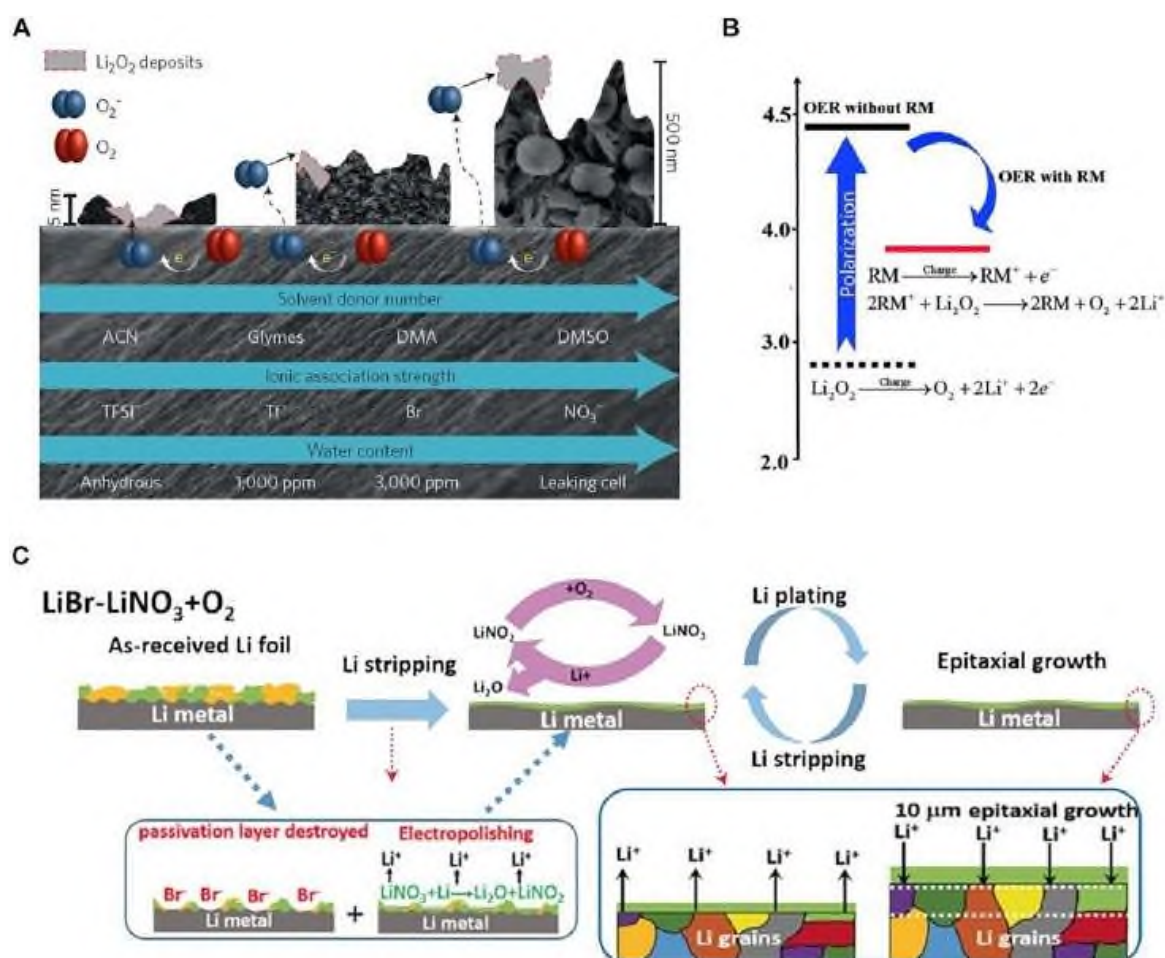 A
Li₂O₂ deposits
O₂⁻
O₂
5 nm
500 nm
e⁻ e⁻ e⁻
Solvent donor number
ACN Glymes DMA DMSO
Ionic association strength
TFSI⁻ Tf⁻ Br⁻ NO₃⁻
Water content
Anhydrous 1,000 ppm 3,000 ppm Leaking cell
B
4.5
4.0
3.0
2.0
OER without RM
OER with RM
Polarization
RM —Charge→ RM⁺ + e⁻
2RM⁺ + Li₂O₂ ⟶ 2RM + O₂ + 2Li⁺
Li₂O₂ —Charge→ O₂ + 2Li⁺ + 2e⁻
C
LiBr-LiNO₃+O₂
As-received Li foil
Li metal
Li stripping
+O₂
LiNO₂ LiNO₃
Li+
Li₂O
Li metal
Li plating
Li stripping
Epitaxial growth
Li metal
passivation layer destroyed
Br⁻ Br⁻ Br⁻ Br⁻
Li metal
+
Electropolishing
Li⁺ Li⁺ Li⁺
LiNO₃+Li→Li₂O+LiNO₂
Li metal
Li⁺ Li⁺ Li⁺ Li⁺
Li grains
10 μm epitaxial growth
Li⁺ Li⁺ Li⁺ Li⁺
Li grains